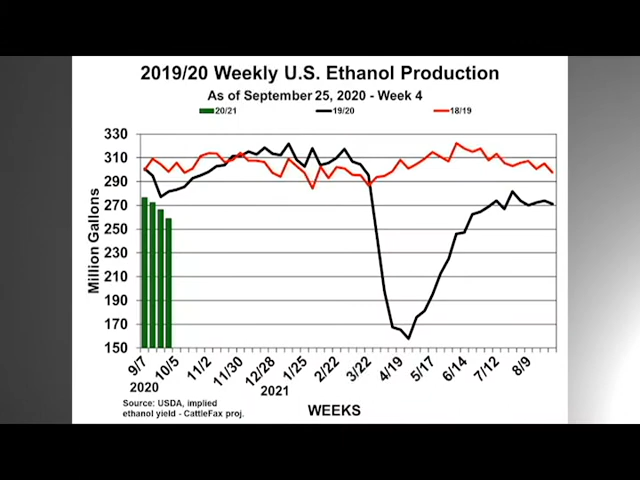 2019/20 Weekly U.S. Ethanol Production
As of September 25, 2020 - Week 4
20/21 19/20 18/19
330
310
290
270
250
230
210
190
170
150
Million Gallons
9/7 10/5 11/2 11/30 12/28 1/25 2/22 3/22 4/19 5/17 6/14 7/12 8/9
2020 2021
WEEKS
Source: USDA, implied
ethanol yield - CattleFax proj.